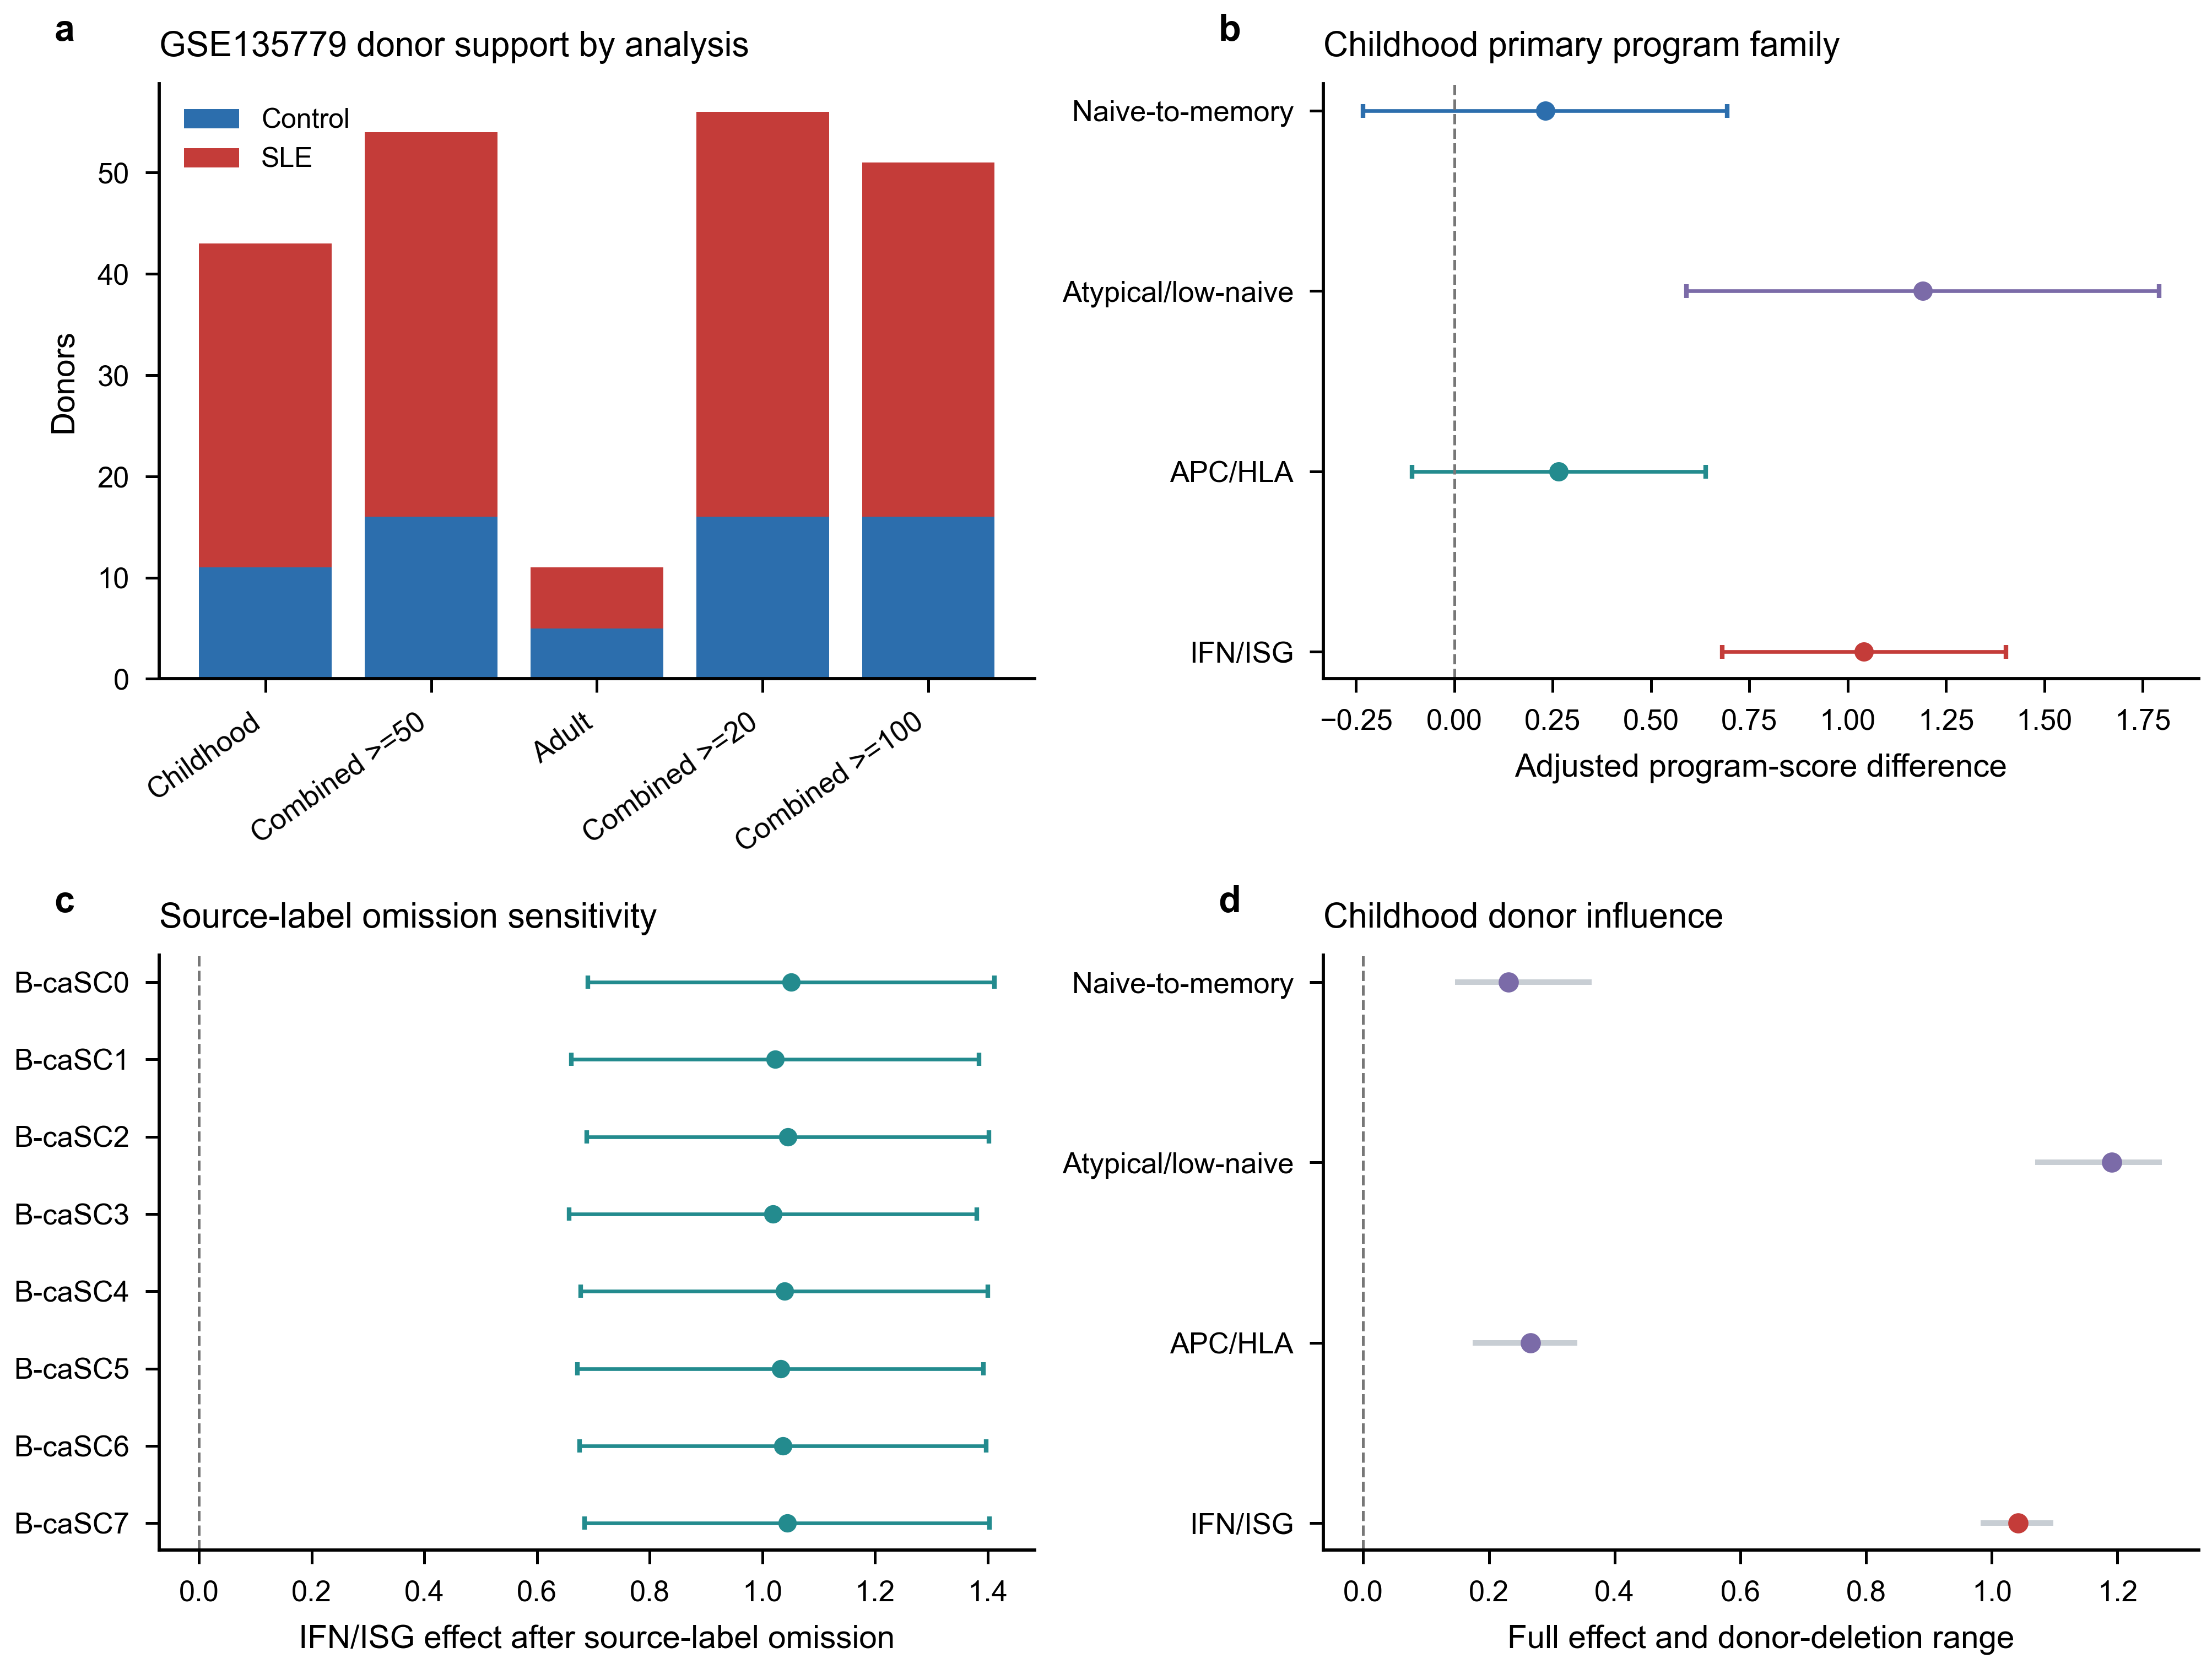 a
GSE135779 donor support by analysis
Control
SLE
Donors
50
40
30
20
10
0
Childhood
Combined >=50
Adult
Combined >=20
Combined >=100
b
Childhood primary program family
Naive-to-memory
Atypical/low-naive
APC/HLA
IFN/ISG
−0.25 0.00 0.25 0.50 0.75 1.00 1.25 1.50 1.75
Adjusted program-score difference
c
Source-label omission sensitivity
B-caSC0
B-caSC1
B-caSC2
B-caSC3
B-caSC4
B-caSC5
B-caSC6
B-caSC7
0.0 0.2 0.4 0.6 0.8 1.0 1.2 1.4
IFN/ISG effect after source-label omission
d
Childhood donor influence
Naive-to-memory
Atypical/low-naive
APC/HLA
IFN/ISG
0.0 0.2 0.4 0.6 0.8 1.0 1.2
Full effect and donor-deletion range